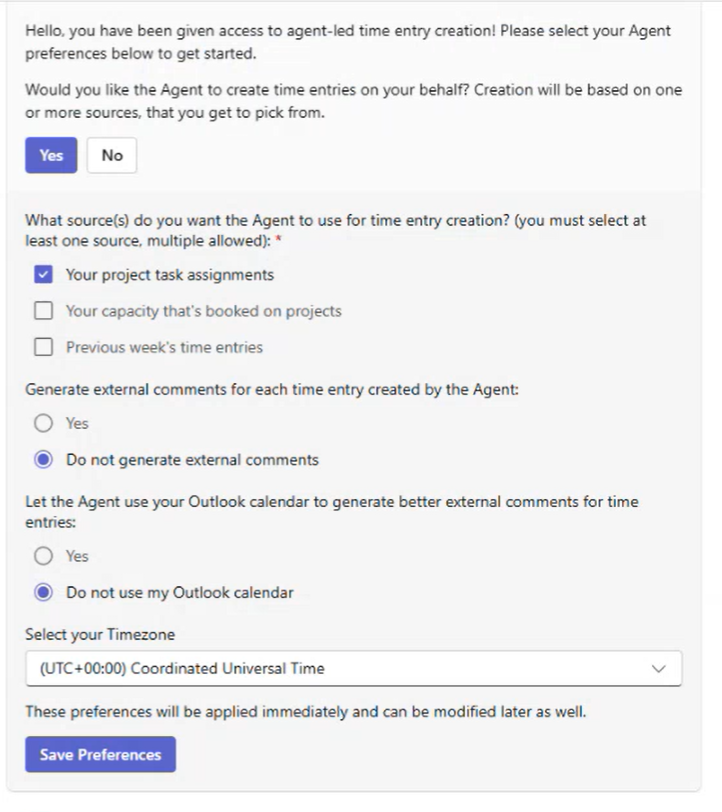 Hello, you have been given access to agent-led time entry creation! Please select your Agent
preferences below to get started.
Would you like the Agent to create time entries on your behalf? Creation will be based on one
or more sources, that you get to pick from.
Yes
No
What source(s) do you want the Agent to use for time entry creation? (you must select at
least one source, multiple allowed): *
Your project task assignments
Your capacity that's booked on projects
Previous week's time entries
Generate external comments for each time entry created by the Agent:
Yes
Do not generate external comments
Let the Agent use your Outlook calendar to generate better external comments for time
entries:
Yes
Do not use my Outlook calendar
Select your Timezone
(UTC+00:00) Coordinated Universal Time
These preferences will be applied immediately and can be modified later as well.
Save Preferences